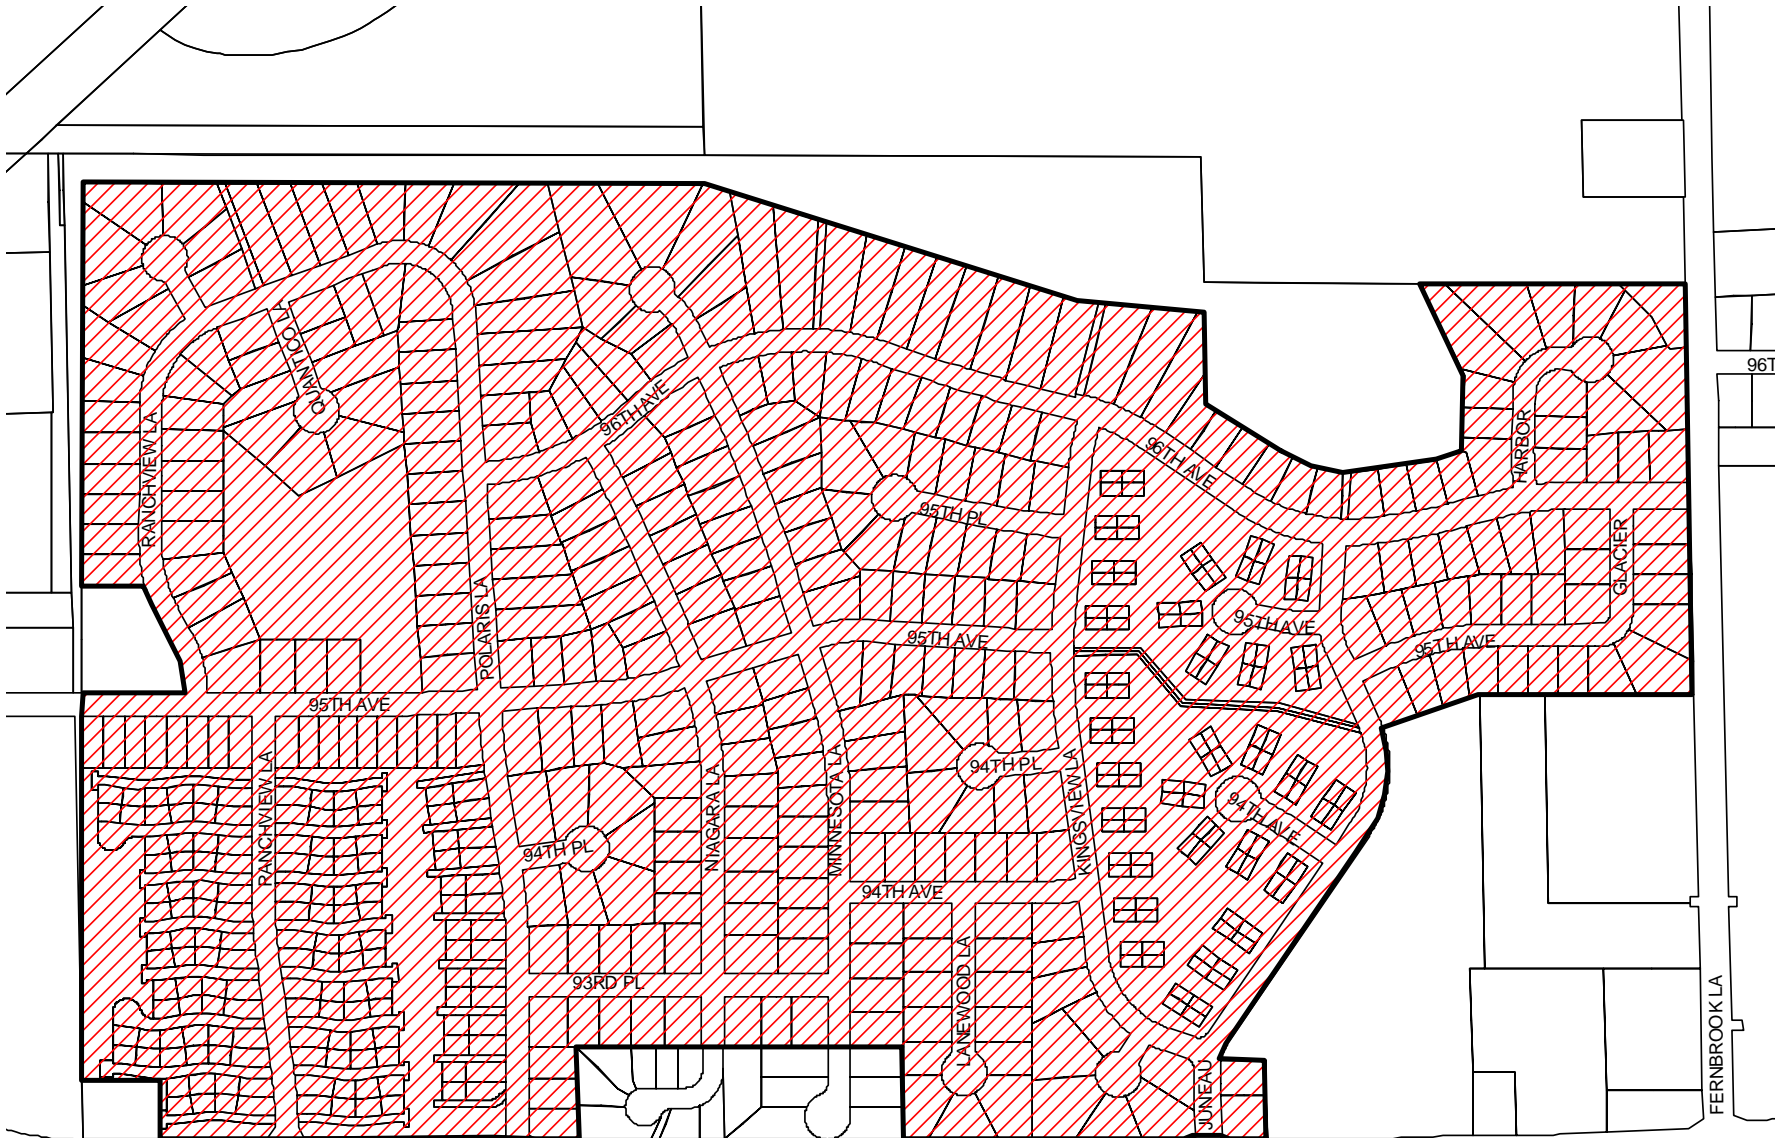 96T
QUANTICO LA
96TH AVE
RANCHVIEW LA
HARBOR
96TH AVE
95TH PL
GLACIER
POLARIS LA
95TH AVE
95TH AVE
95TH AVE
95TH AVE
RANCHVIEW LA
94TH PL
NIAGARA LA
MINNESOTA LA
KINGSVIEW LA
94TH AVE
94TH PL
94TH AVE
93RD PL
LANEWOOD LA
JUNEAU
FERNBROOK LA